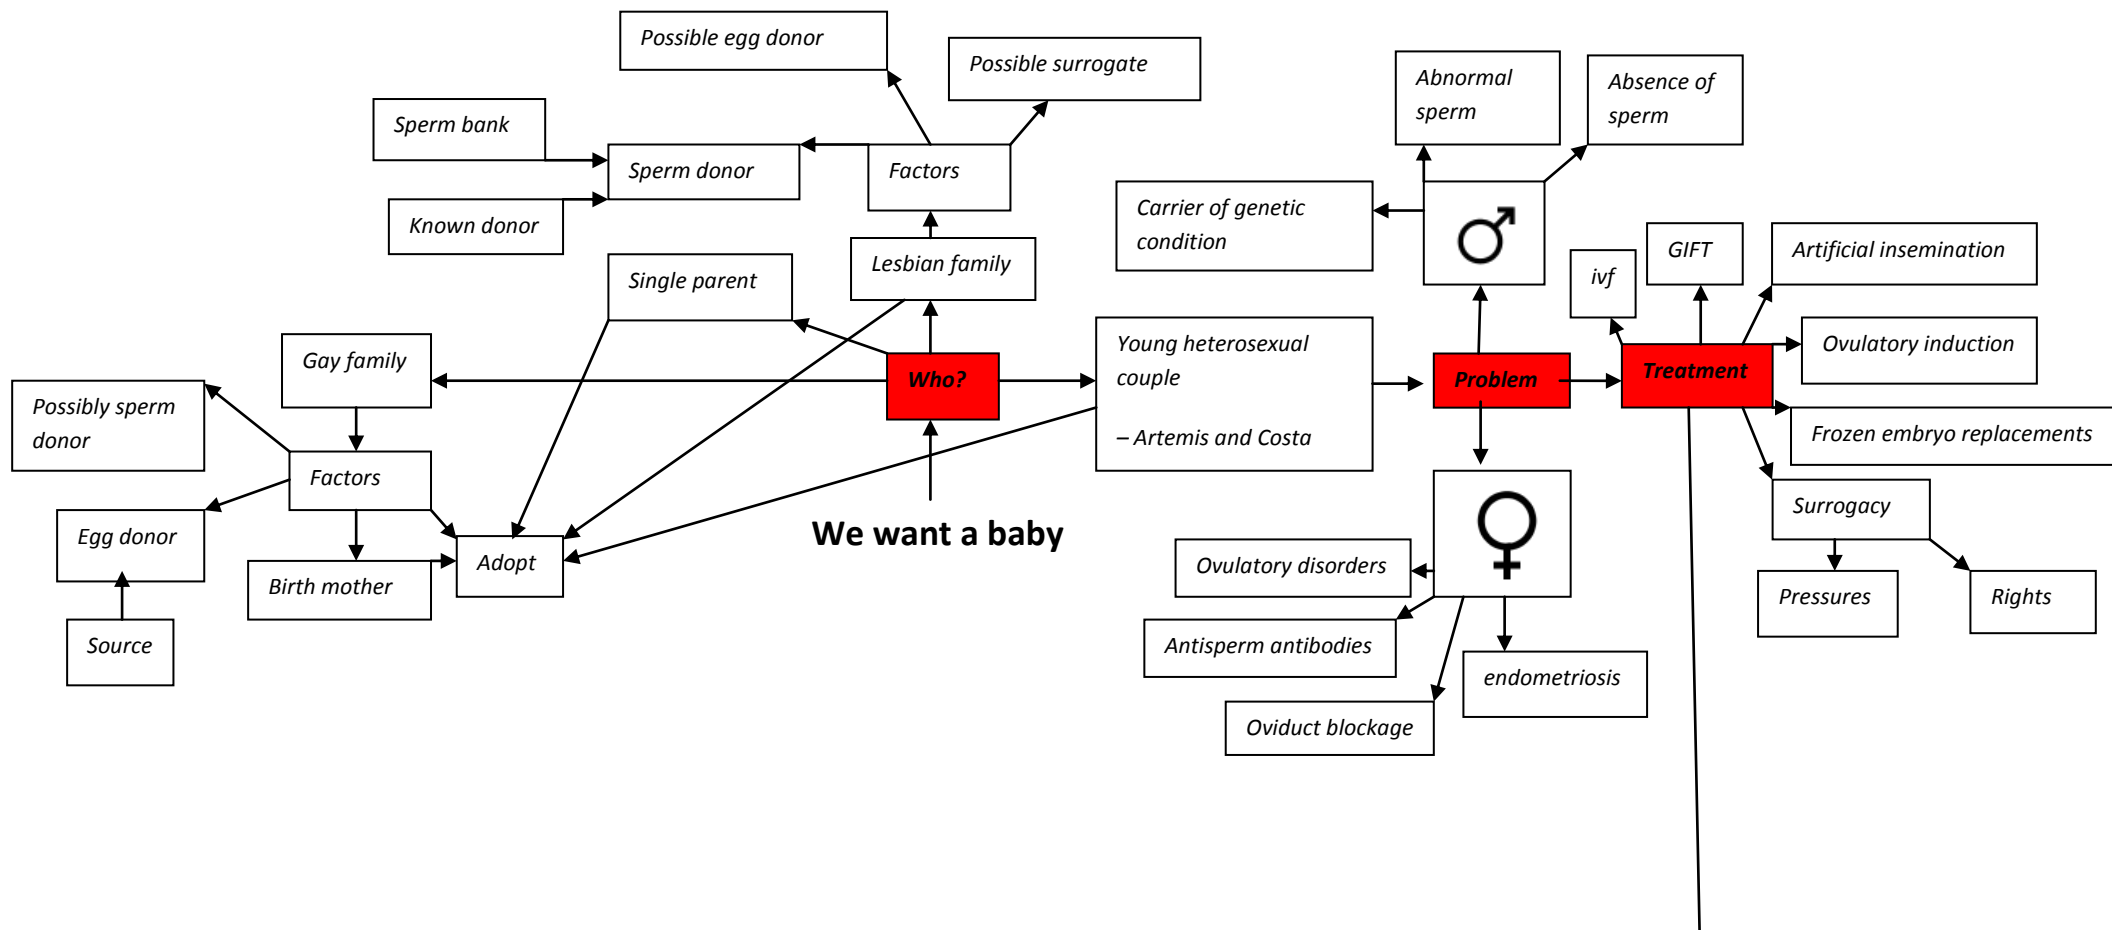 Possible egg donor
Possible surrogate
Abnormal
sperm
Absence of
sperm
Sperm bank
Sperm donor
Factors
Known donor
Carrier of genetic
condition
Lesbian family
Single parent
ivf
GIFT
Artificial insemination
Gay family
Who?
Young heterosexual
couple
– Artemis and Costa
Problem
Treatment
Ovulatory induction
Possibly sperm
donor
Frozen embryo replacements
Factors
Surrogacy
Egg donor
Adopt
We want a baby
Birth mother
Ovulatory disorders
Pressures
Rights
Source
Antisperm antibodies
endometriosis
Oviduct blockage